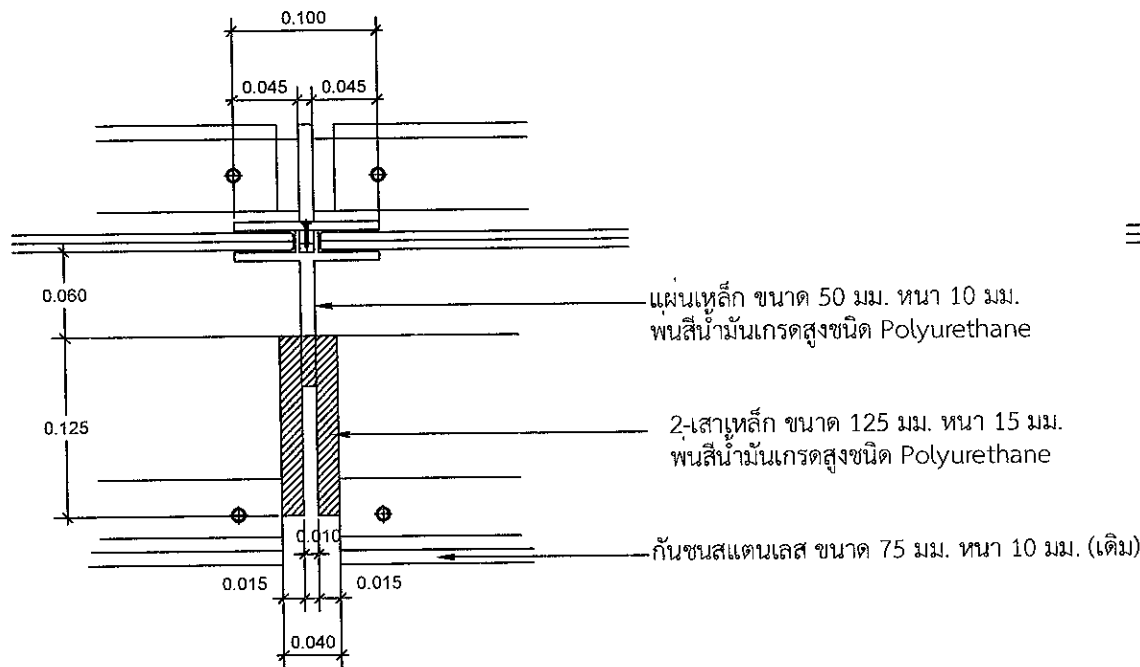 0.100
0.045 0.045
0.060
แผ่นเหล็ก ขนาด 50 มม. หนา 10 มม.
พ่นสีน้ำมันเกรดสูงชนิด Polyurethane
0.125
2-เสาเหล็ก ขนาด 125 มม. หนา 15 มม.
พ่นสีน้ำมันเกรดสูงชนิด Polyurethane
0.010
กันชนสแตนเลส ขนาด 75 มม. หนา 10 มม. (เดิม)
0.015 0.015
0.040